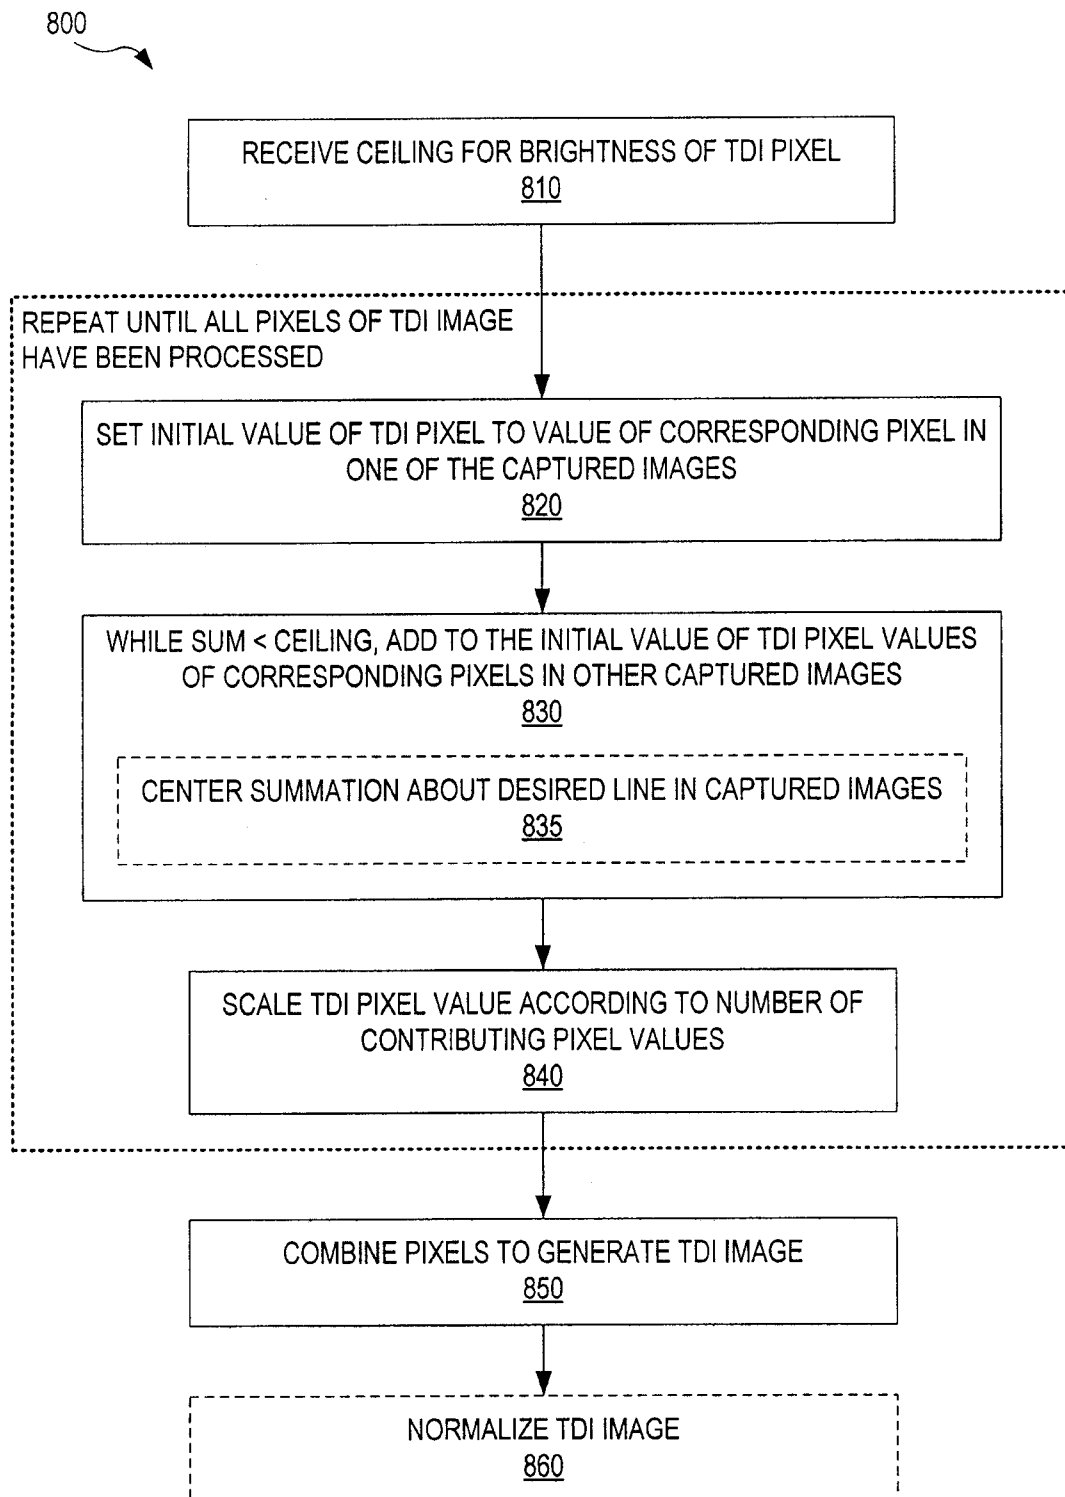 800
RECEIVE CEILING FOR BRIGHTNESS OF TDI PIXEL
810
REPEAT UNTIL ALL PIXELS OF TDI IMAGE
HAVE BEEN PROCESSED
SET INITIAL VALUE OF TDI PIXEL TO VALUE OF CORRESPONDING PIXEL IN
ONE OF THE CAPTURED IMAGES
820
WHILE SUM < CEILING, ADD TO THE INITIAL VALUE OF TDI PIXEL VALUES
OF CORRESPONDING PIXELS IN OTHER CAPTURED IMAGES
830
CENTER SUMMATION ABOUT DESIRED LINE IN CAPTURED IMAGES
835
SCALE TDI PIXEL VALUE ACCORDING TO NUMBER OF
CONTRIBUTING PIXEL VALUES
840
COMBINE PIXELS TO GENERATE TDI IMAGE
850
NORMALIZE TDI IMAGE
860